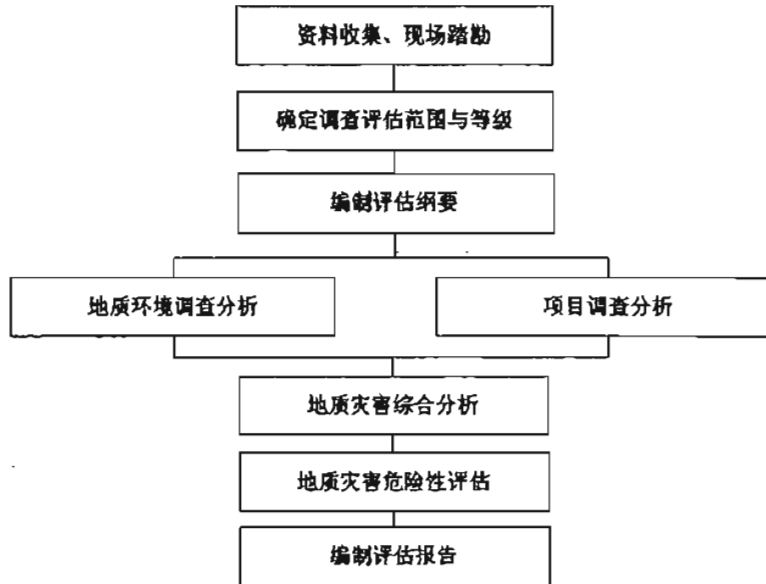 资料收集、现场踏勘
确定调查评估范围与等级
编制评估纲要
地质环境调查分析
项目调查分析
地质灾害综合分析
地质灾害危险性评估
编制评估报告